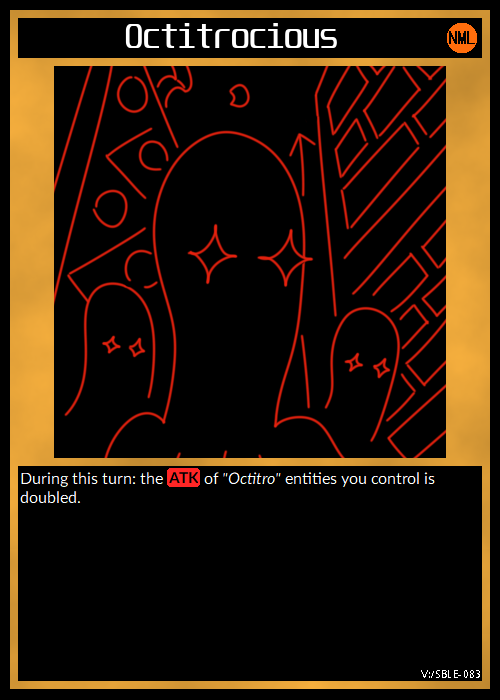 Octitrocious
NML
During this turn: the ATK of "Octitro" entities you control is
doubled.
V:/SBLE-083